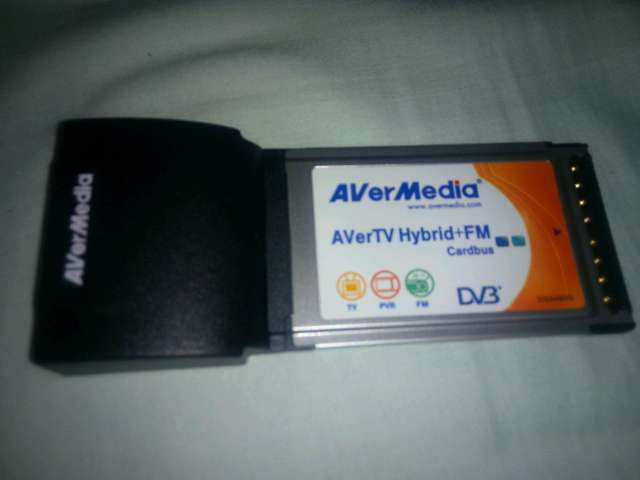 AVerMedia
AVerMedia®
www.avermedia.com
AVerTV Hybrid+FM
Cardbus
TV PVR FM
DVB